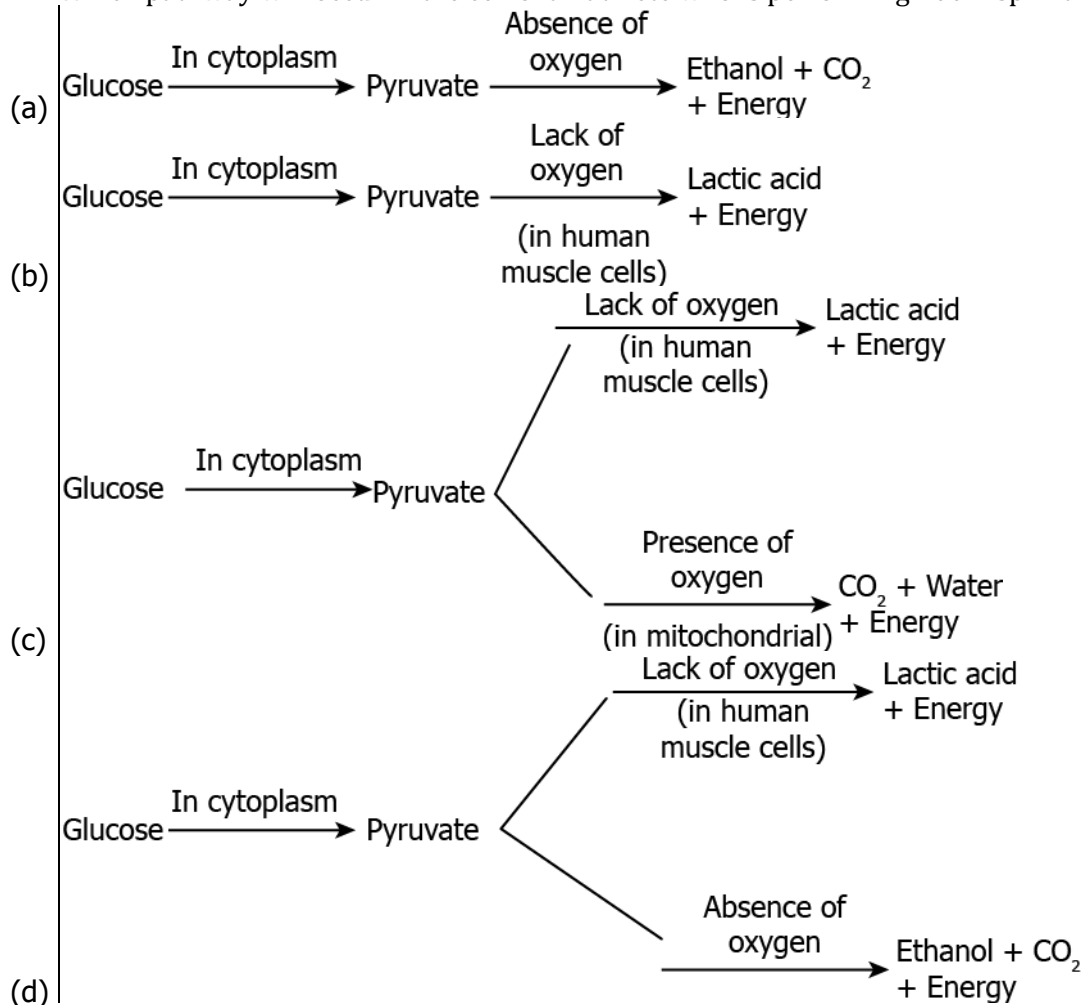 Absence of
oxygen
In cytoplasm
(a) Glucose Pyruvate Ethanol + CO₂
+ Energy
Lack of
oxygen
In cytoplasm
Glucose Pyruvate Lactic acid
+ Energy
(in human
muscle cells)
(b)
Lack of oxygen
Lactic acid
+ Energy
(in human
muscle cells)
In cytoplasm
Glucose Pyruvate
Presence of
oxygen
CO₂ + Water
+ Energy
(in mitochondrial)
(c)
Lack of oxygen
Lactic acid
+ Energy
(in human
muscle cells)
In cytoplasm
Glucose Pyruvate
Absence of
oxygen
Ethanol + CO₂
+ Energy
(d)